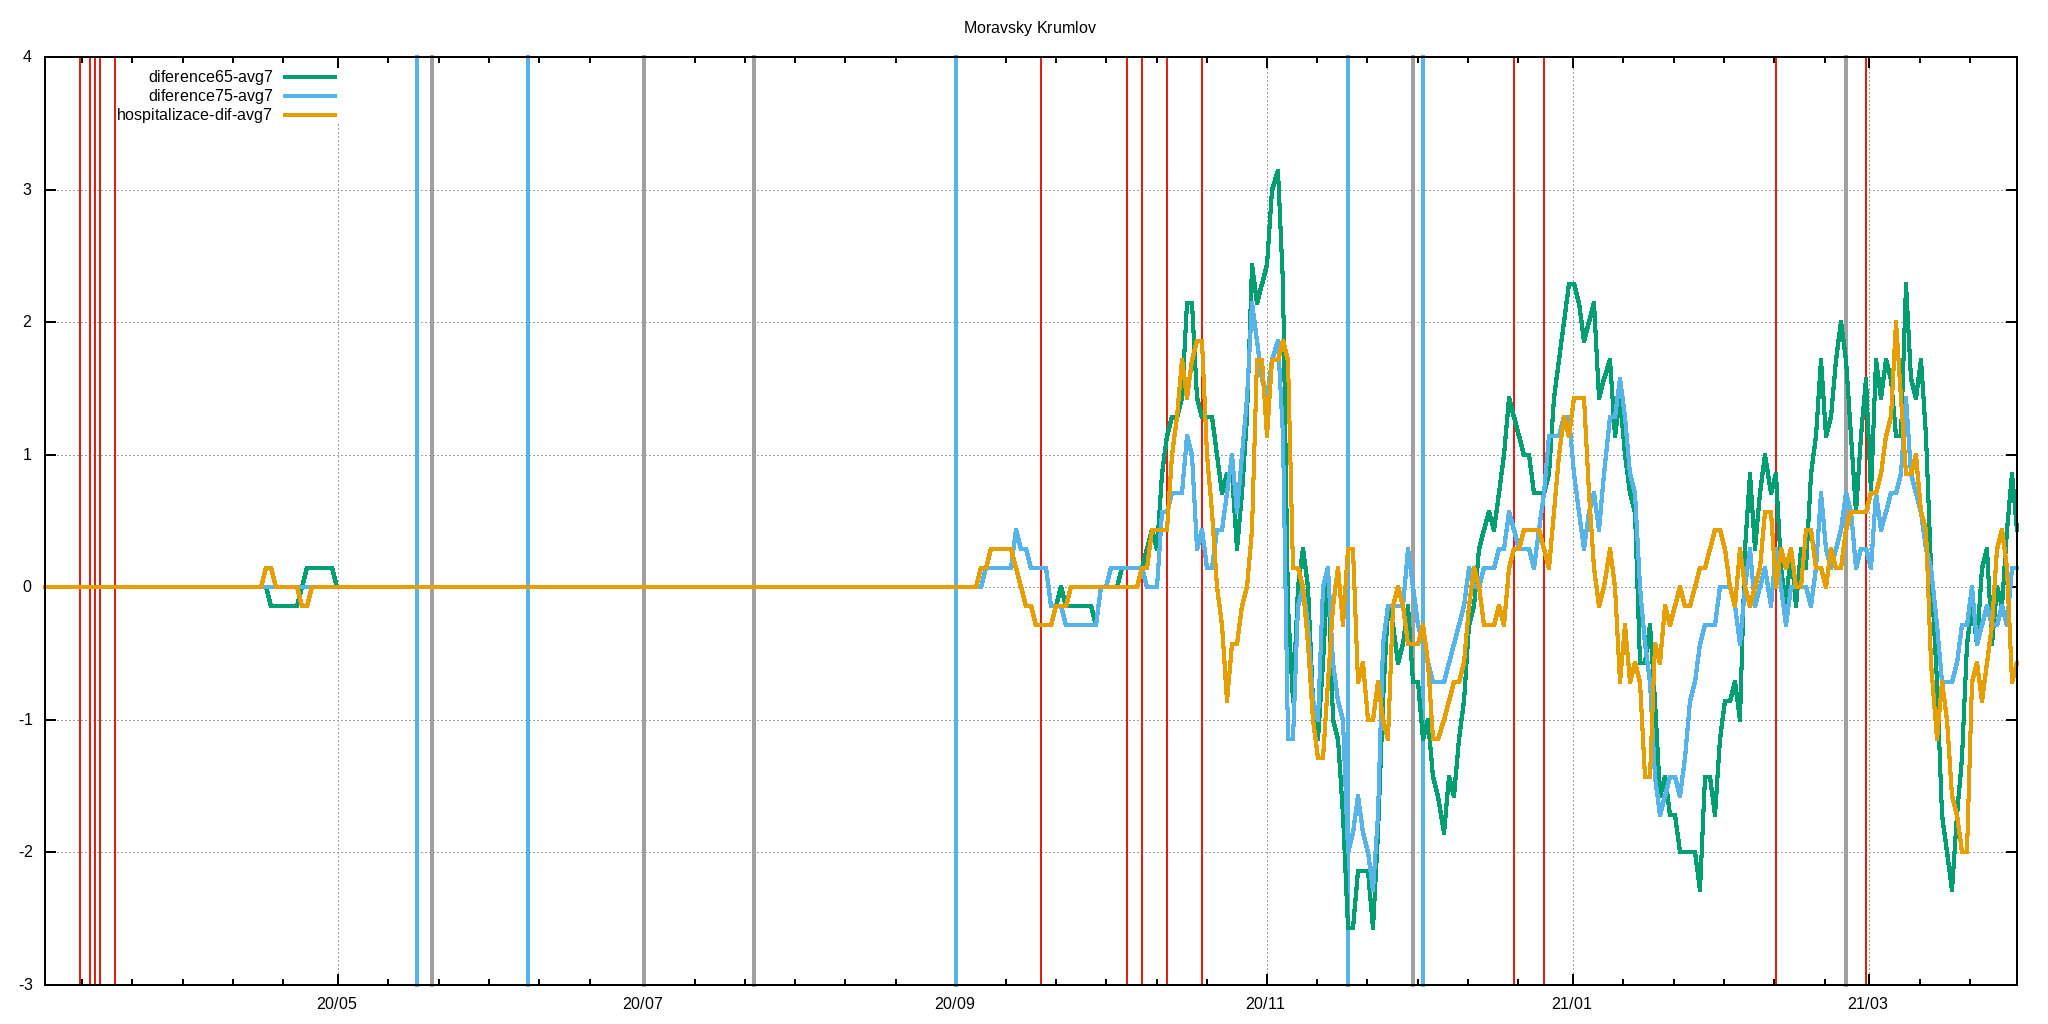 Moravsky Krumlov
diference65-avg7
diference75-avg7
hospitalizace-dif-avg7
4
3
2
1
0
-1
-2
-3
20/05 20/07 20/09 20/11 21/01 21/03